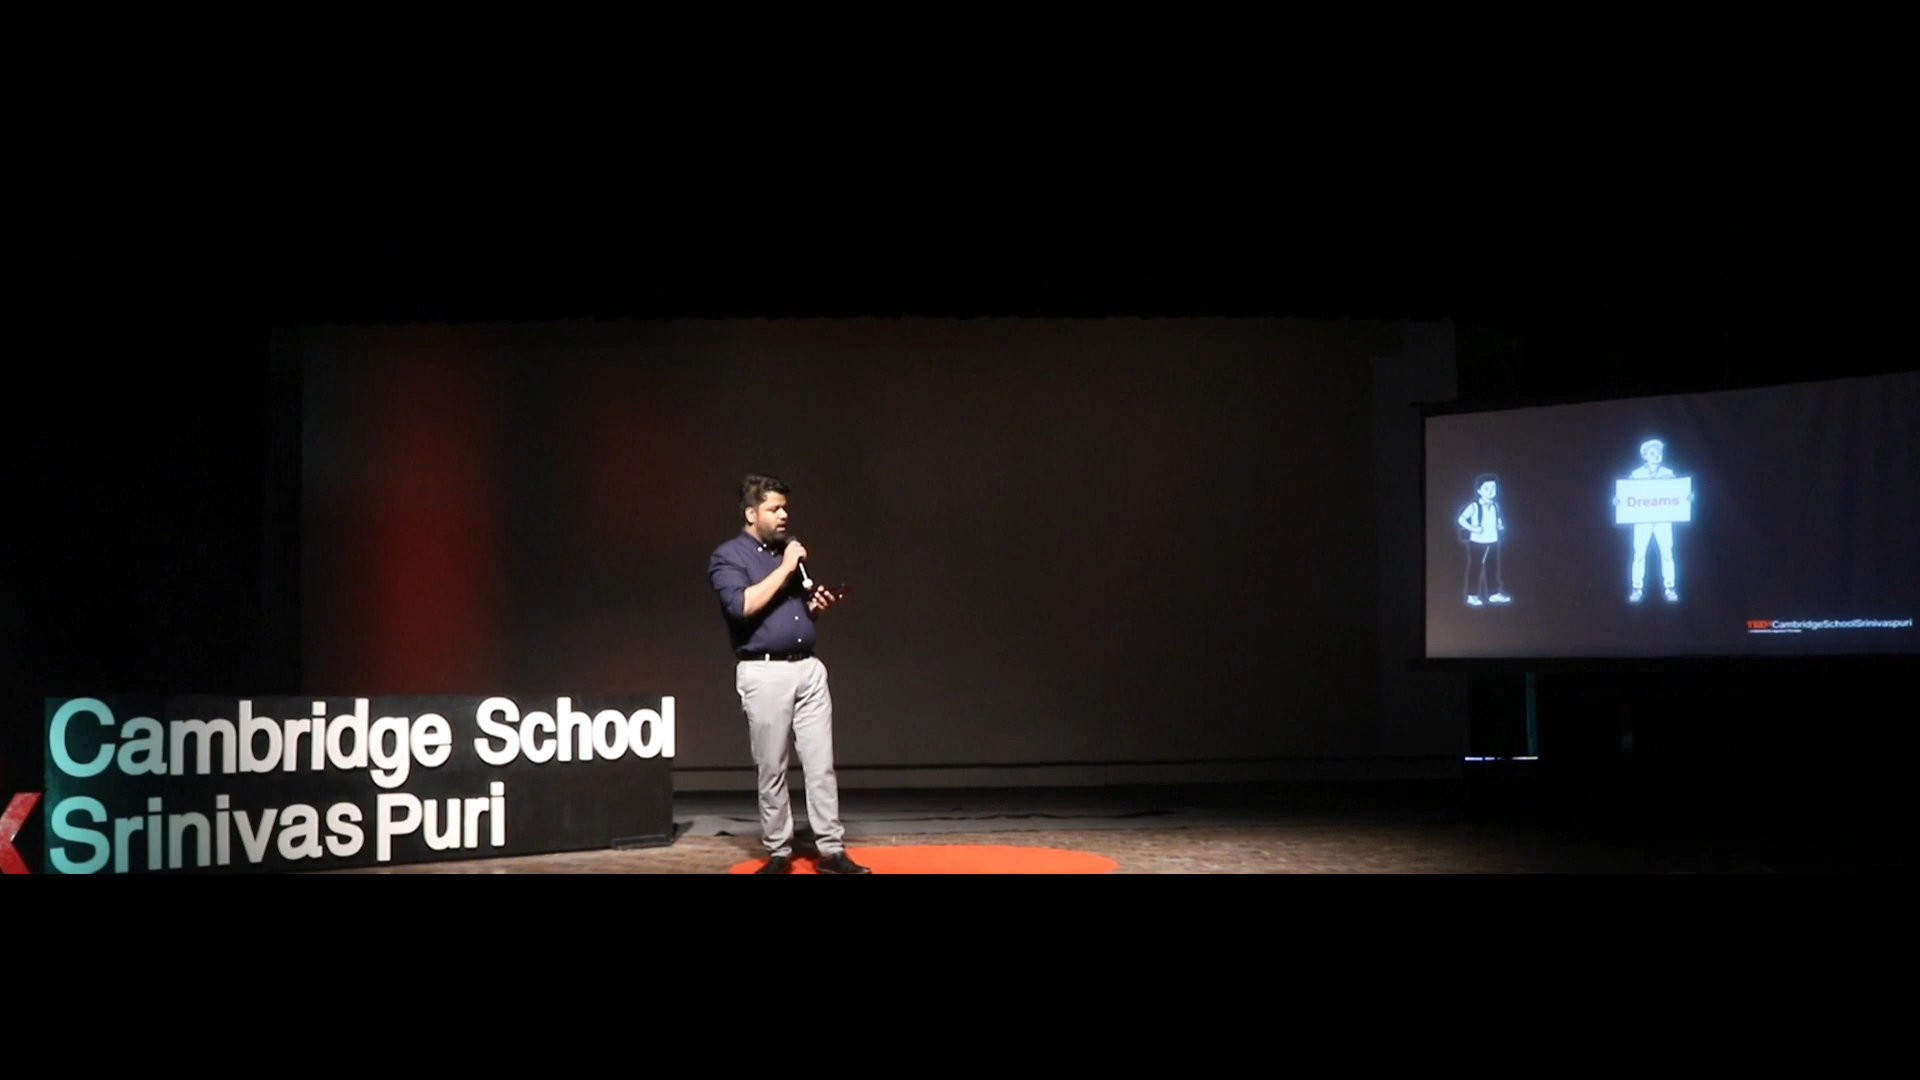 Cambridge School
Srinivas Puri
Dreams
TEDxCambridgeSchoolSrinivaspuri